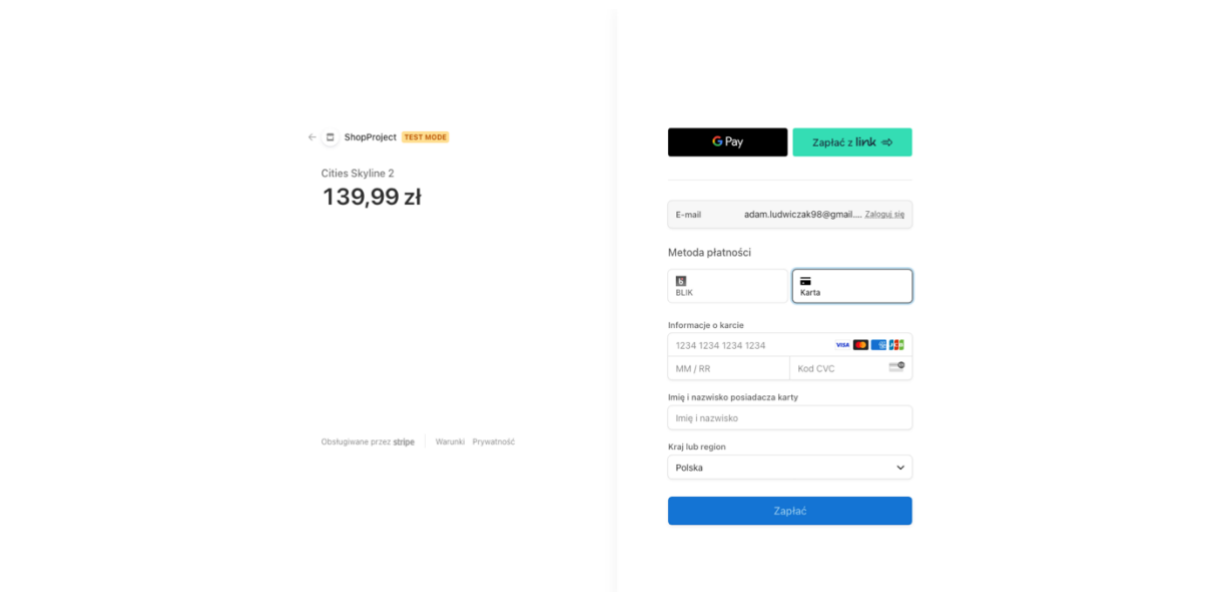 ShopProject TEST MODE
Cities Skyline 2
139,99 zł
Obsługiwane przez stripe Warunki Prywatność
G Pay Zapłać z link
E-mail adam.ludwiczak98@gmail.... Zaloguj się
Metoda płatności
BLIK Karta
Informacje o karcie
1234 1234 1234 1234 VISA
MM / RR Kod CVC
Imię i nazwisko posiadacza karty
Imię i nazwisko
Kraj lub region
Polska
Zapłać